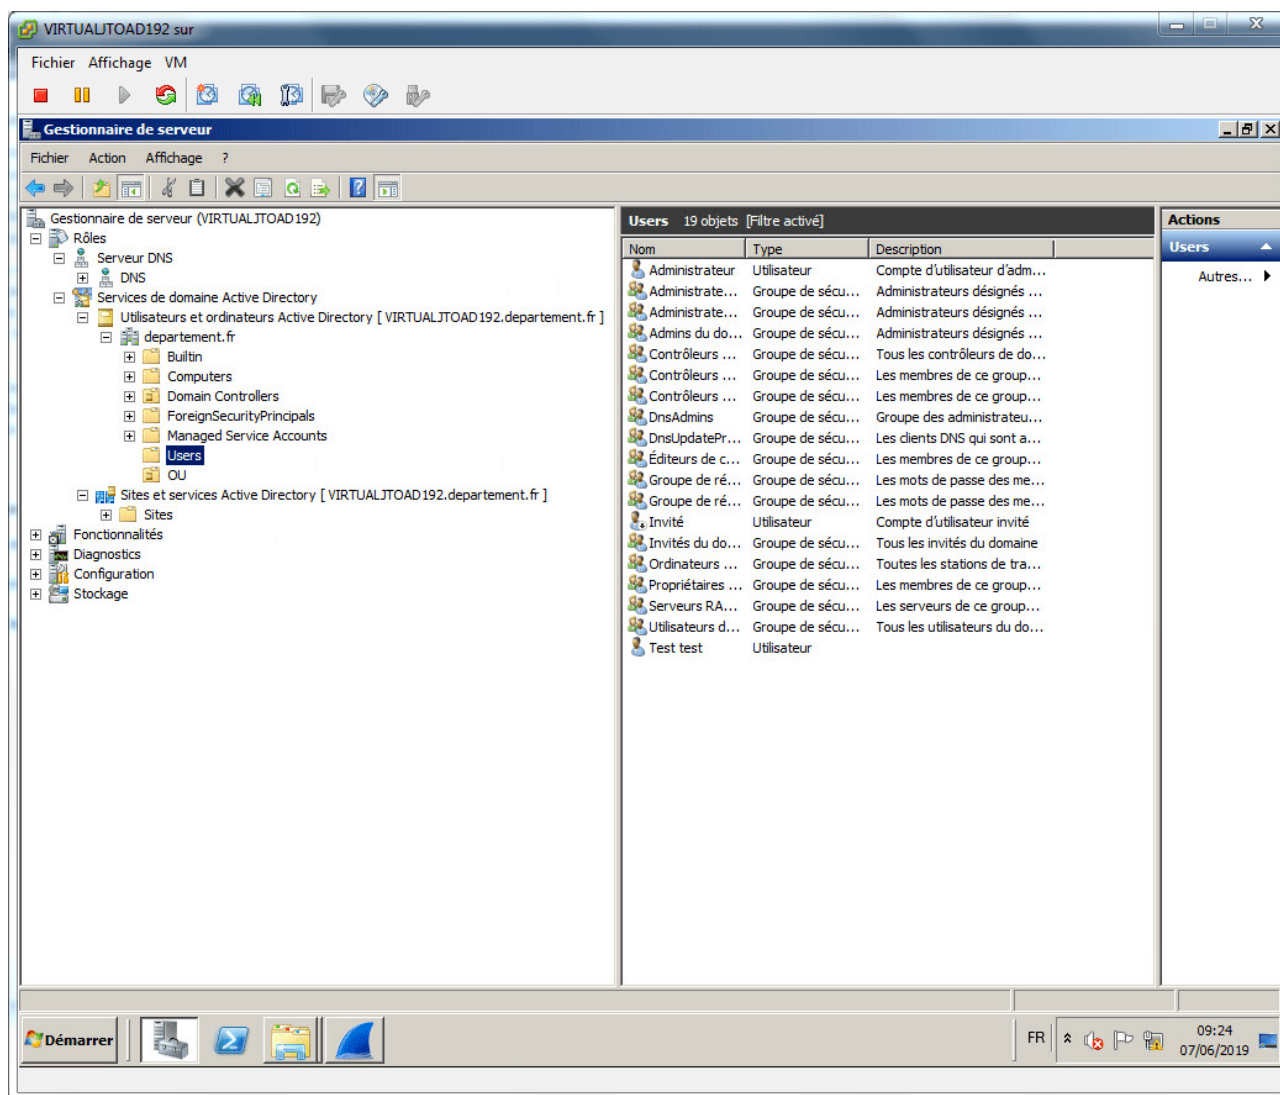 VIRTUALJTOAD192 sur
Fichier Affichage VM
Gestionnaire de serveur
Fichier Action Affichage ?
Gestionnaire de serveur (VIRTUALJTOAD192)
Rôles
Serveur DNS
DNS
Services de domaine Active Directory
Utilisateurs et ordinateurs Active Directory [ VIRTUALJTOAD192.departement.fr ]
departement.fr
Builtin
Computers
Domain Controllers
ForeignSecurityPrincipals
Managed Service Accounts
Users
OU
Sites et services Active Directory [ VIRTUALJTOAD192.departement.fr ]
Sites
Fonctionnalités
Diagnostics
Configuration
Stockage
Users 19 objets [Filtre activé]
Nom Type Description
Administrateur Utilisateur Compte d'utilisateur d'adm...
Administrate... Groupe de sécu... Administrateurs désignés ...
Administrate... Groupe de sécu... Administrateurs désignés ...
Admins du do... Groupe de sécu... Administrateurs désignés ...
Contrôleurs ... Groupe de sécu... Tous les contrôleurs de do...
Contrôleurs ... Groupe de sécu... Les membres de ce group...
Contrôleurs ... Groupe de sécu... Les membres de ce group...
DnsAdmins Groupe de sécu... Groupe des administrateu...
DnsUpdatePr... Groupe de sécu... Les clients DNS qui sont a...
Éditeurs de c... Groupe de sécu... Les membres de ce group...
Groupe de ré... Groupe de sécu... Les mots de passe des me...
Groupe de ré... Groupe de sécu... Les mots de passe des me...
Invité Utilisateur Compte d'utilisateur invité
Invités du do... Groupe de sécu... Tous les invités du domaine
Ordinateurs ... Groupe de sécu... Toutes les stations de tra...
Propriétaires ... Groupe de sécu... Les membres de ce group...
Serveurs RA... Groupe de sécu... Les serveurs de ce group...
Utilisateurs d... Groupe de sécu... Tous les utilisateurs du do...
Test test Utilisateur
Actions
Users
Autres...
Démarrer
FR
09:24
07/06/2019